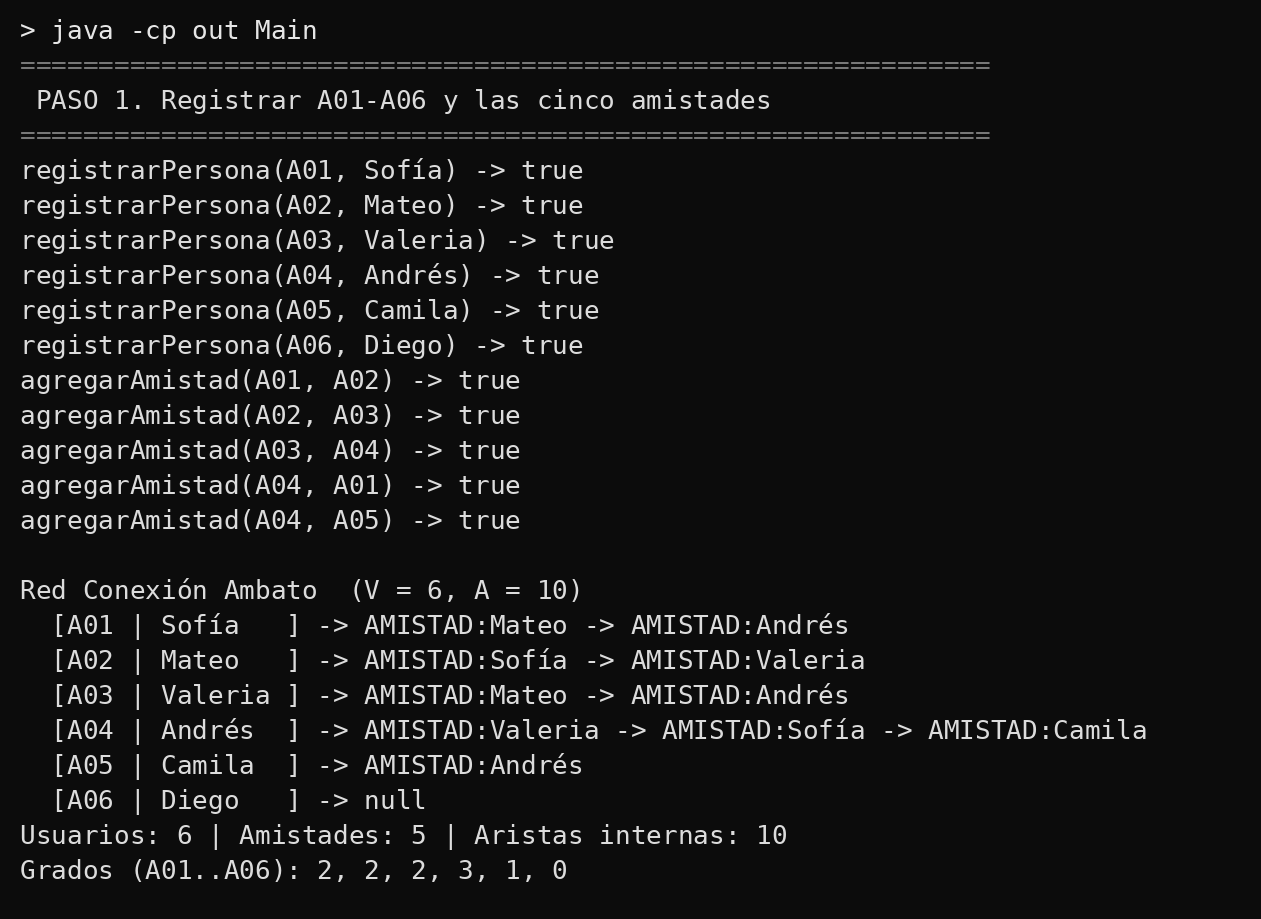 > java -cp out Main
==============================================================
 PASO 1. Registrar A01-A06 y las cinco amistades
==============================================================
registrarPersona(A01, Sofía) -> true
registrarPersona(A02, Mateo) -> true
registrarPersona(A03, Valeria) -> true
registrarPersona(A04, Andrés) -> true
registrarPersona(A05, Camila) -> true
registrarPersona(A06, Diego) -> true
agregarAmistad(A01, A02) -> true
agregarAmistad(A02, A03) -> true
agregarAmistad(A03, A04) -> true
agregarAmistad(A04, A01) -> true
agregarAmistad(A04, A05) -> true

Red Conexión Ambato  (V = 6, A = 10)
  [A01 | Sofía   ] -> AMISTAD:Mateo -> AMISTAD:Andrés
  [A02 | Mateo   ] -> AMISTAD:Sofía -> AMISTAD:Valeria
  [A03 | Valeria ] -> AMISTAD:Mateo -> AMISTAD:Andrés
  [A04 | Andrés  ] -> AMISTAD:Valeria -> AMISTAD:Sofía -> AMISTAD:Camila
  [A05 | Camila  ] -> AMISTAD:Andrés
  [A06 | Diego   ] -> null
Usuarios: 6 | Amistades: 5 | Aristas internas: 10
Grados (A01..A06): 2, 2, 2, 3, 1, 0